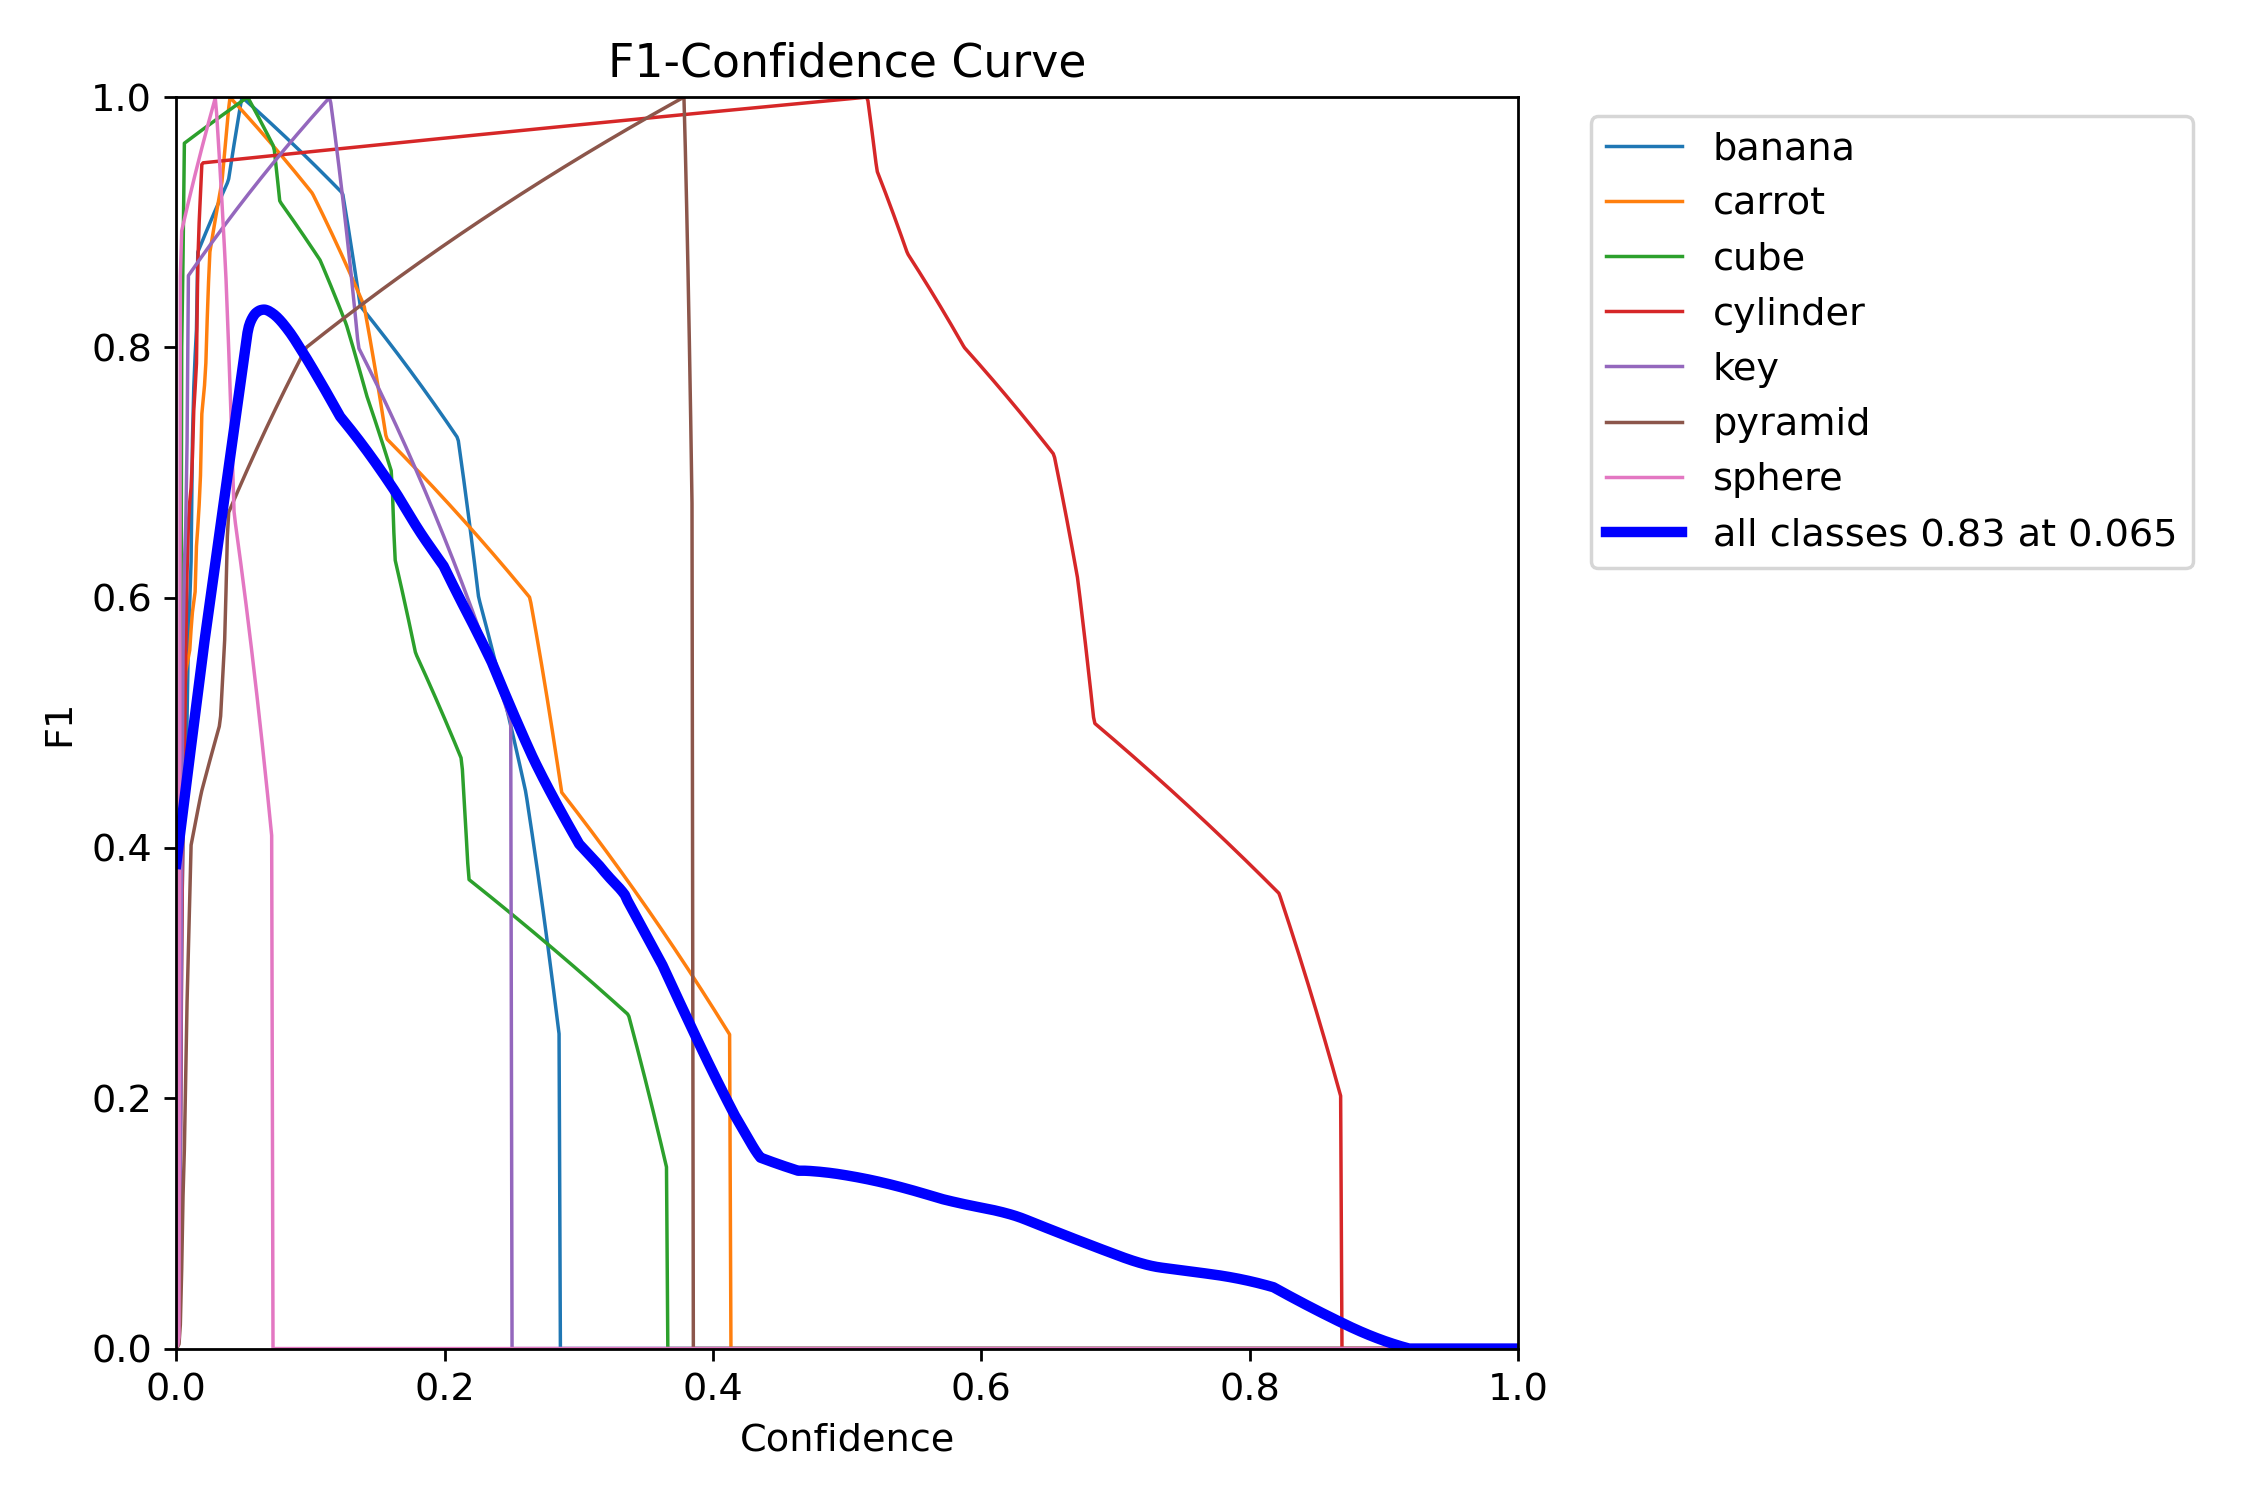 F1-Confidence Curve
1.0
0.8
0.6
0.4
0.2
0.0
F1
0.0 0.2 0.4 0.6 0.8 1.0
Confidence
banana
carrot
cube
cylinder
key
pyramid
sphere
all classes 0.83 at 0.065